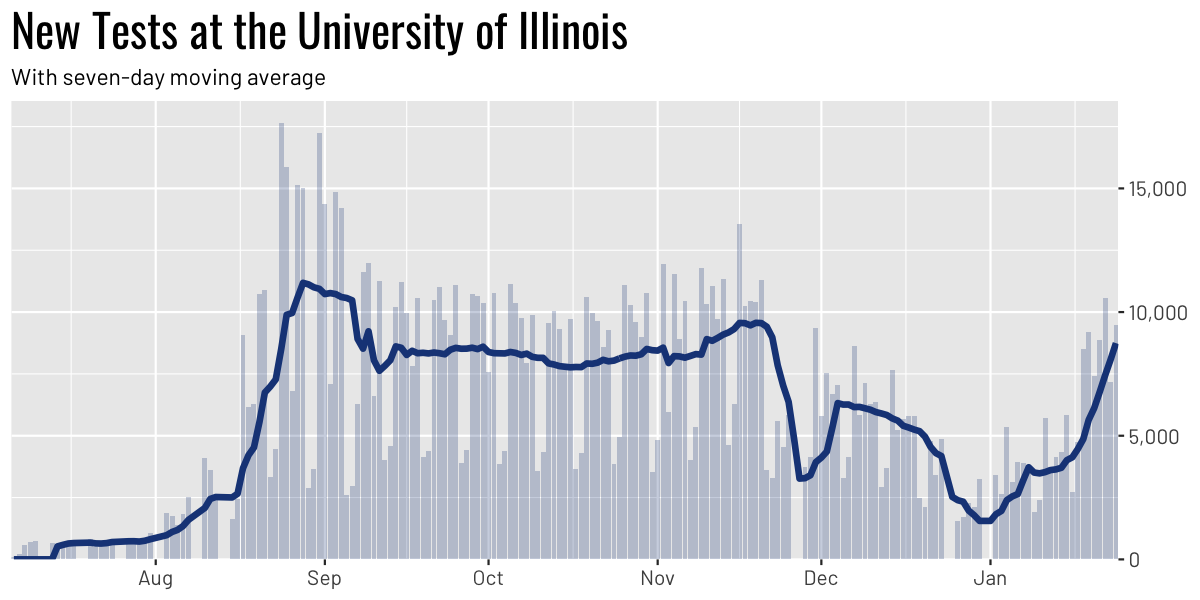 New Tests at the University of Illinois
With seven-day moving average
15,000
10,000
5,000
0
Aug Sep Oct Nov Dec Jan